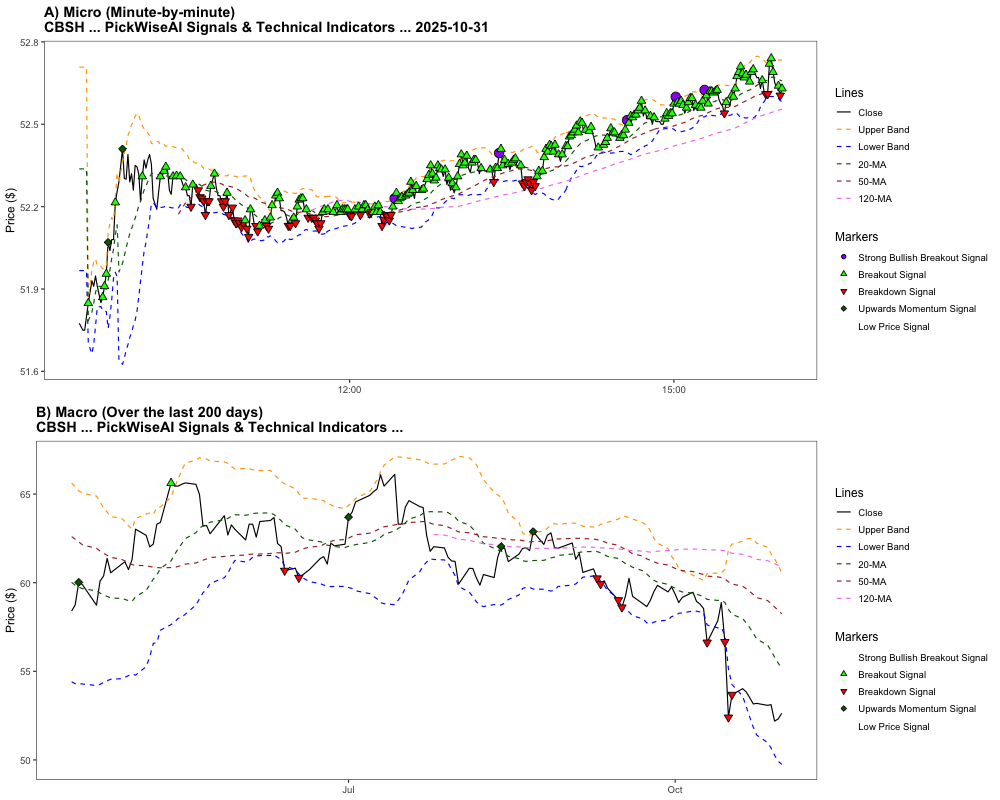 A) Micro (Minute-by-minute)
CBSH ... PickWiseAI Signals & Technical Indicators ... 2025-10-31
52.8
52.5
52.2
51.9
51.6
Price ($)
12:00
15:00
Lines
Close
Upper Band
Lower Band
20-MA
50-MA
120-MA
Markers
Strong Bullish Breakout Signal
Breakout Signal
Breakdown Signal
Upwards Momentum Signal
Low Price Signal
B) Macro (Over the last 200 days)
CBSH ... PickWiseAI Signals & Technical Indicators ...
65
60
55
50
Price ($)
Jul
Oct
Lines
Close
Upper Band
Lower Band
20-MA
50-MA
120-MA
Markers
Strong Bullish Breakout Signal
Breakout Signal
Breakdown Signal
Upwards Momentum Signal
Low Price Signal